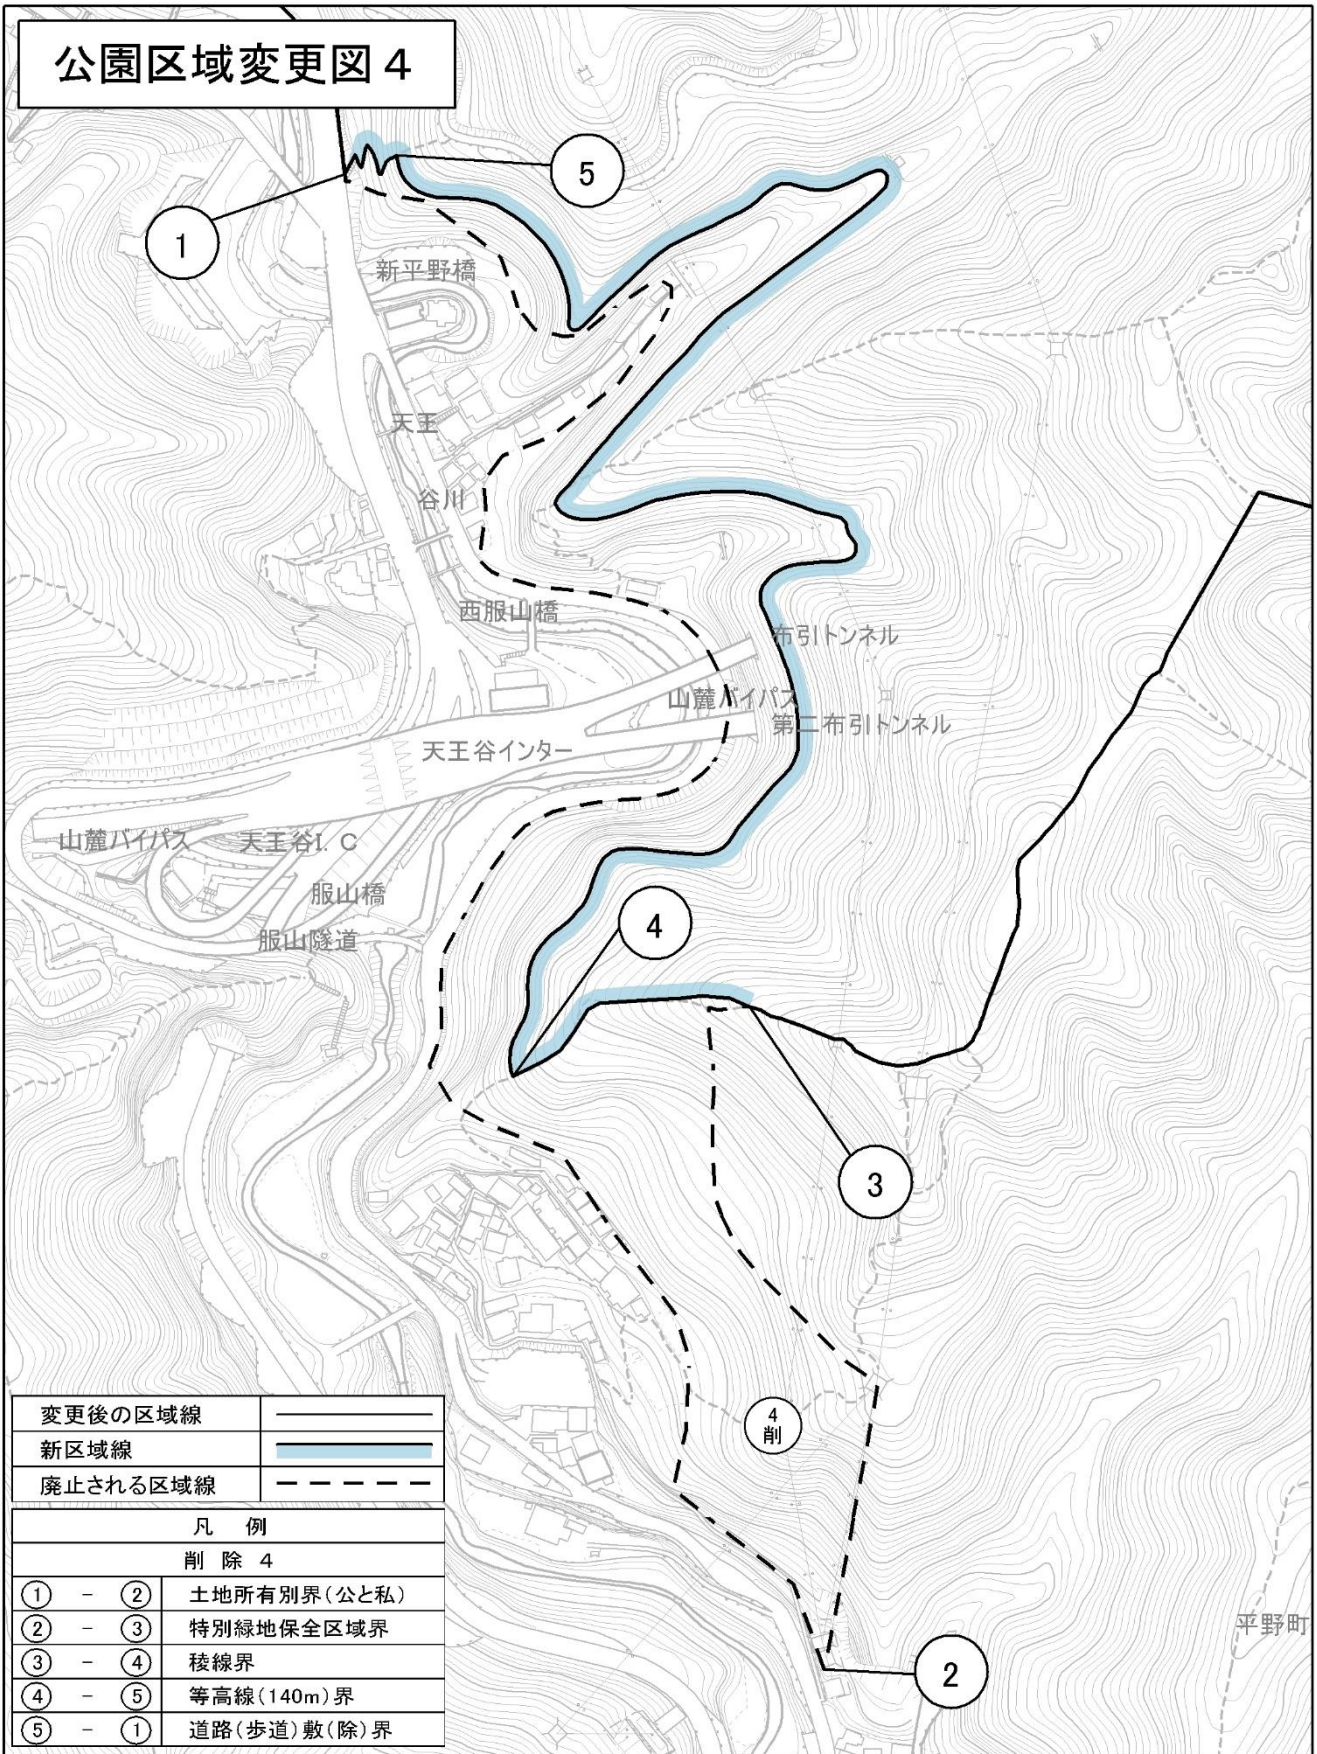 公園区域変更図４
5
1
新平野橋
天王
谷川
西服山橋
布引トンネル
山麓バイパス
第二布引トンネル
天王谷インター
山麓バイパス
天王谷I. C
服山橋
服山隧道
4
3
4
削
2
平野町
変更後の区域線
新区域線
廃止される区域線
凡 例
削 除 4
① - ② 土地所有別界(公と私)
② - ③ 特別緑地保全区域界
③ - ④ 稜線界
④ - ⑤ 等高線(140m)界
⑤ - ① 道路(歩道)敷(除)界